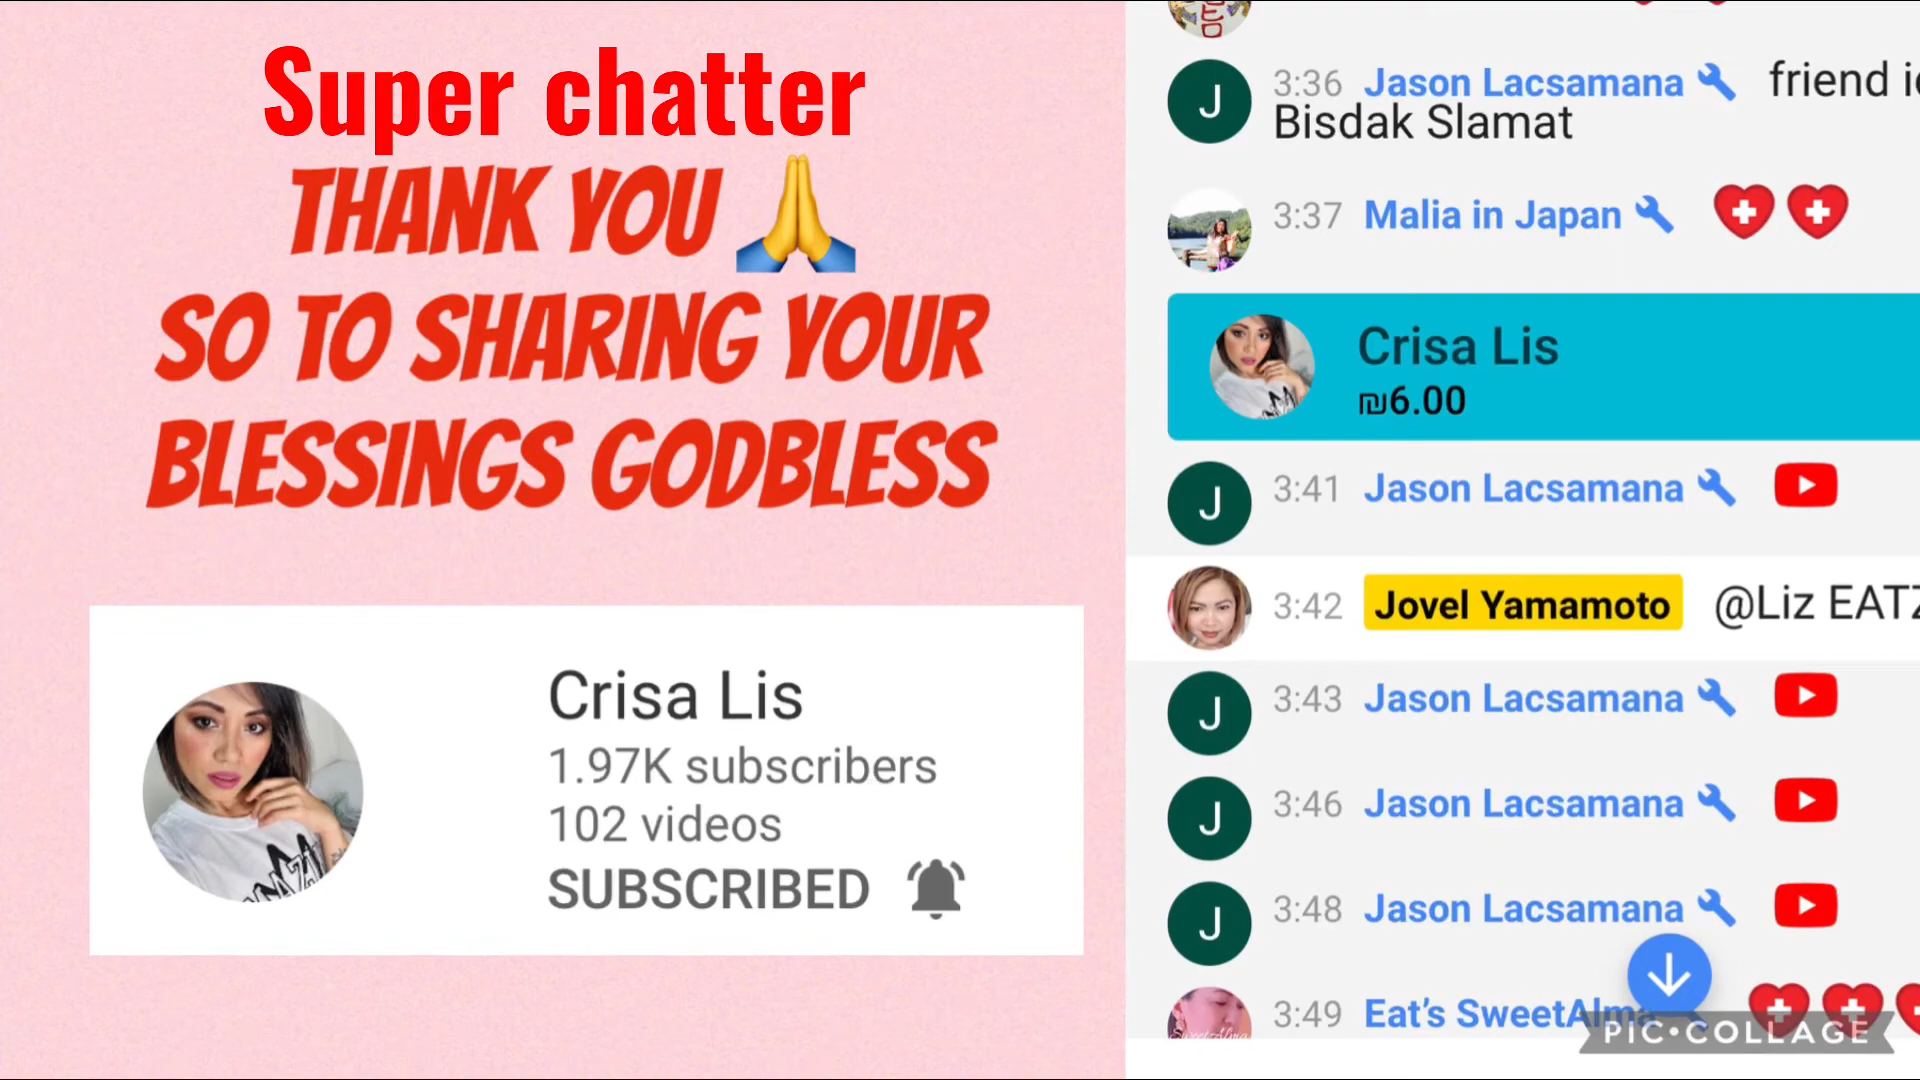 Super chatter
THANK YOU 🙏
SO TO SHARING YOUR
BLESSINGS GODBLESS
Crisa Lis
1.97K subscribers
102 videos
SUBSCRIBED
J 3:36 Jason Lacsamana friend
Bisdak Slamat
3:37 Malia in Japan
Crisa Lis
₪6.00
J 3:41 Jason Lacsamana
3:42 Jovel Yamamoto @Liz EATZ
J 3:43 Jason Lacsamana
J 3:46 Jason Lacsamana
J 3:48 Jason Lacsamana
3:49 Eat's SweetAlma
PIC•COLLAGE